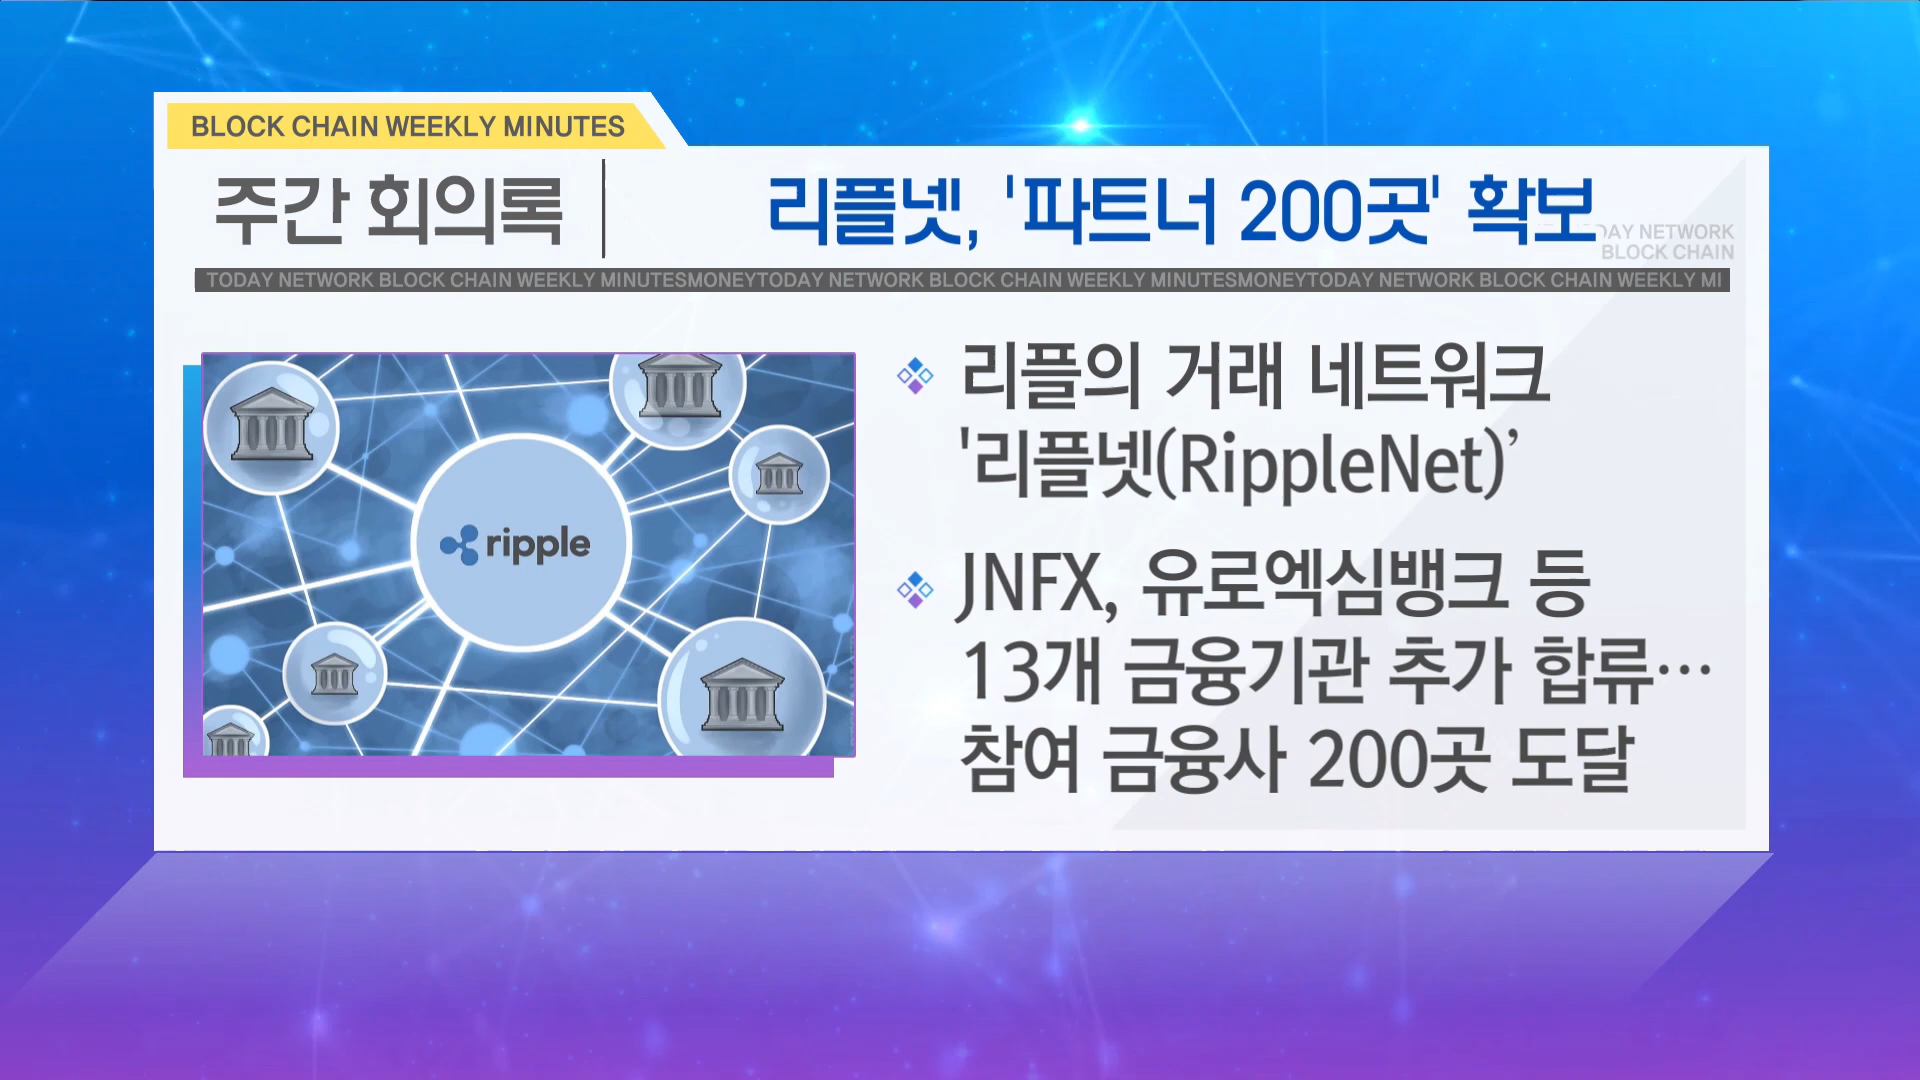 BLOCK CHAIN WEEKLY MINUTES
주간 회의록
리플넷, '파트너 200곳' 확보
DAY NETWORK
BLOCK CHAIN
TODAY NETWORK BLOCK CHAIN WEEKLY MINUTESMONEYTODAY NETWORK BLOCK CHAIN WEEKLY MINUTESMONEYTODAY NETWORK BLOCK CHAIN WEEKLY MI
ripple
리플의 거래 네트워크
'리플넷(RippleNet)’
JNFX, 유로엑심뱅크 등
13개 금융기관 추가 합류…
참여 금융사 200곳 도달